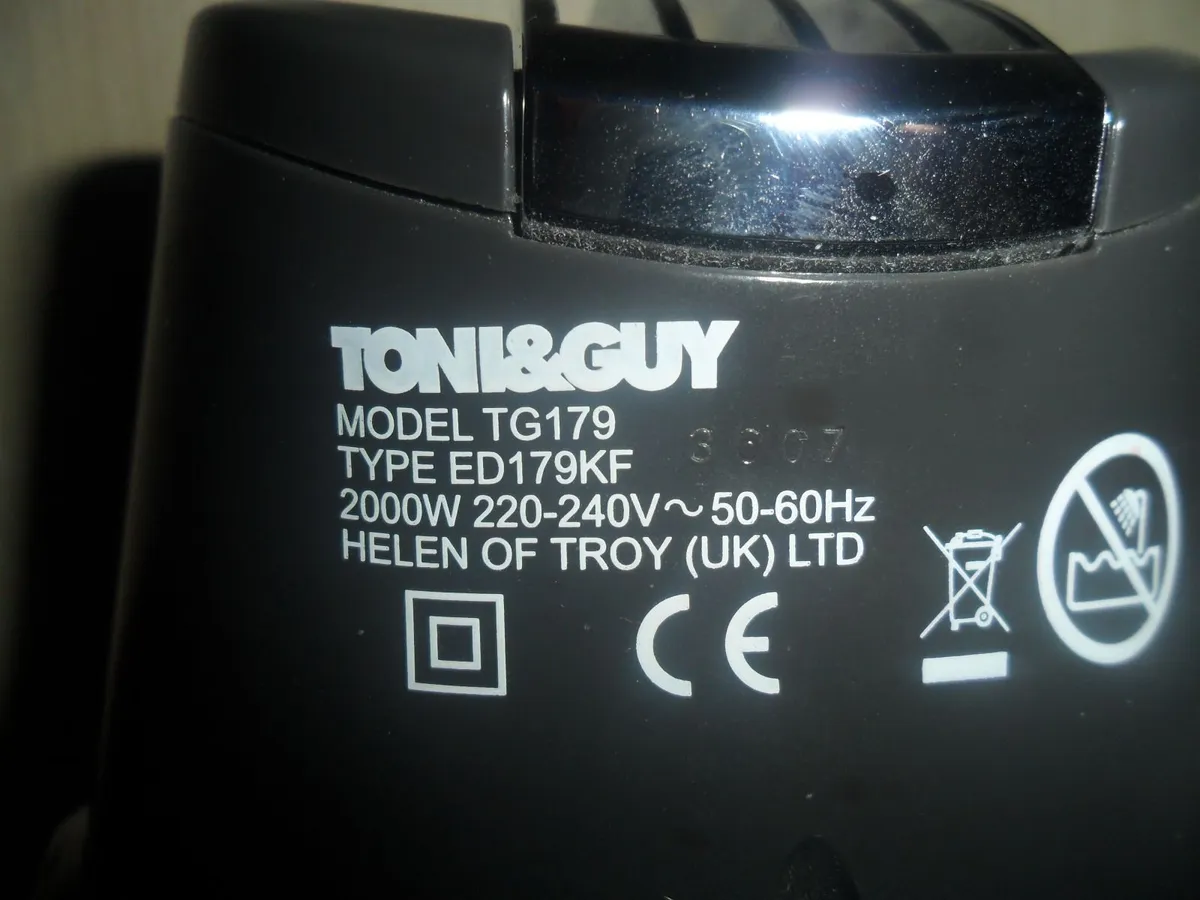 TONI&GUY
MODEL TG179
TYPE ED179KF
2000W 220-240V~50-60Hz
HELEN OF TROY (UK) LTD
CE